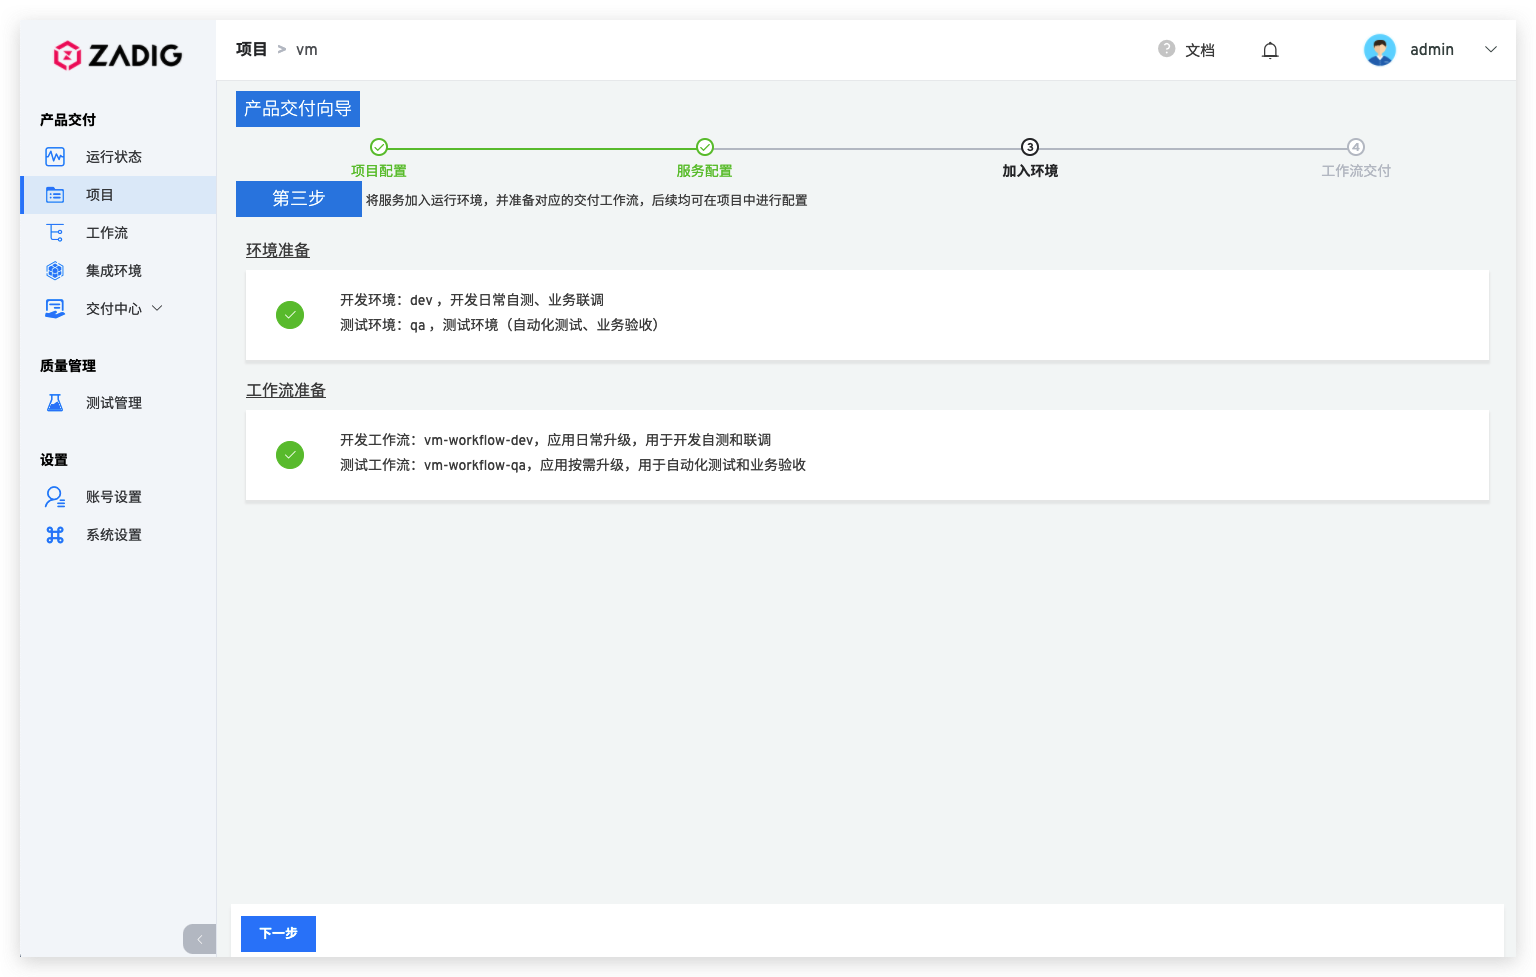 ZADIG
产品交付
运行状态
项目
工作流
集成环境
交付中心
质量管理
测试管理
设置
账号设置
系统设置
项目 > vm
? 文档
admin
产品交付向导
项目配置
服务配置
3
加入环境
4
工作流交付
第三步 将服务加入运行环境，并准备对应的交付工作流，后续均可在项目中进行配置
环境准备
开发环境：dev ，开发日常自测、业务联调
测试环境：qa ，测试环境（自动化测试、业务验收）
工作流准备
开发工作流：vm-workflow-dev，应用日常升级，用于开发自测和联调
测试工作流：vm-workflow-qa，应用按需升级，用于自动化测试和业务验收
下一步